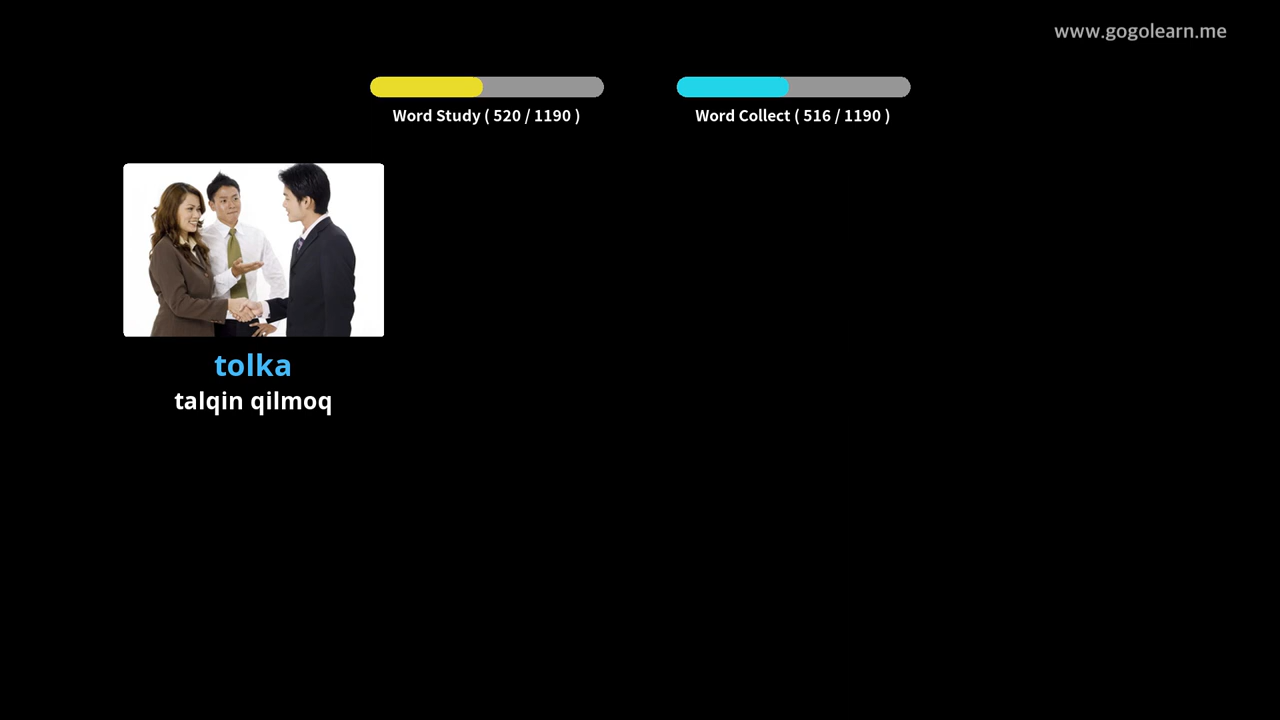 www.gogolearn.me
Word Study ( 520 / 1190 )
Word Collect ( 516 / 1190 )
tolka
talqin qilmoq